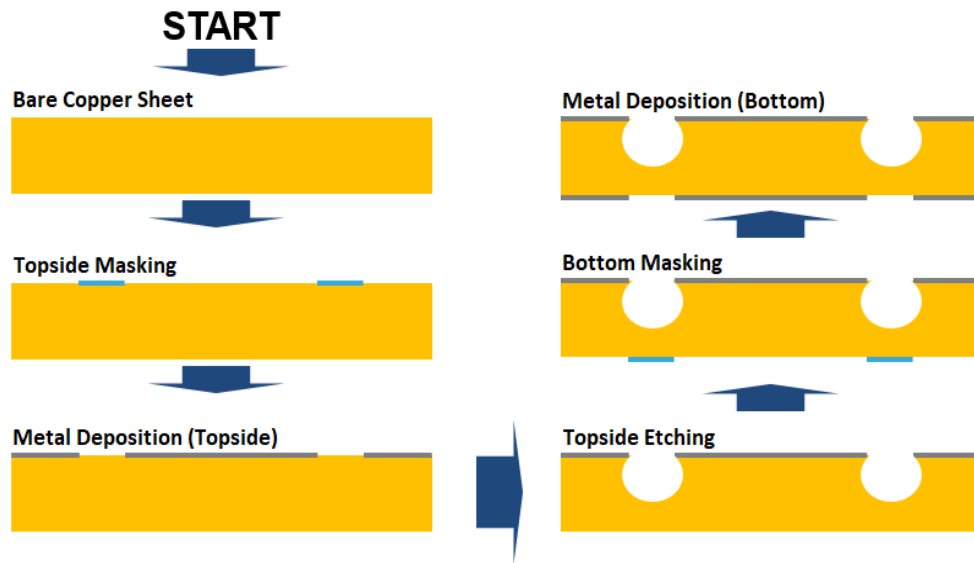 START
Bare Copper Sheet
Topside Masking
Metal Deposition (Topside)
Topside Etching
Bottom Masking
Metal Deposition (Bottom)